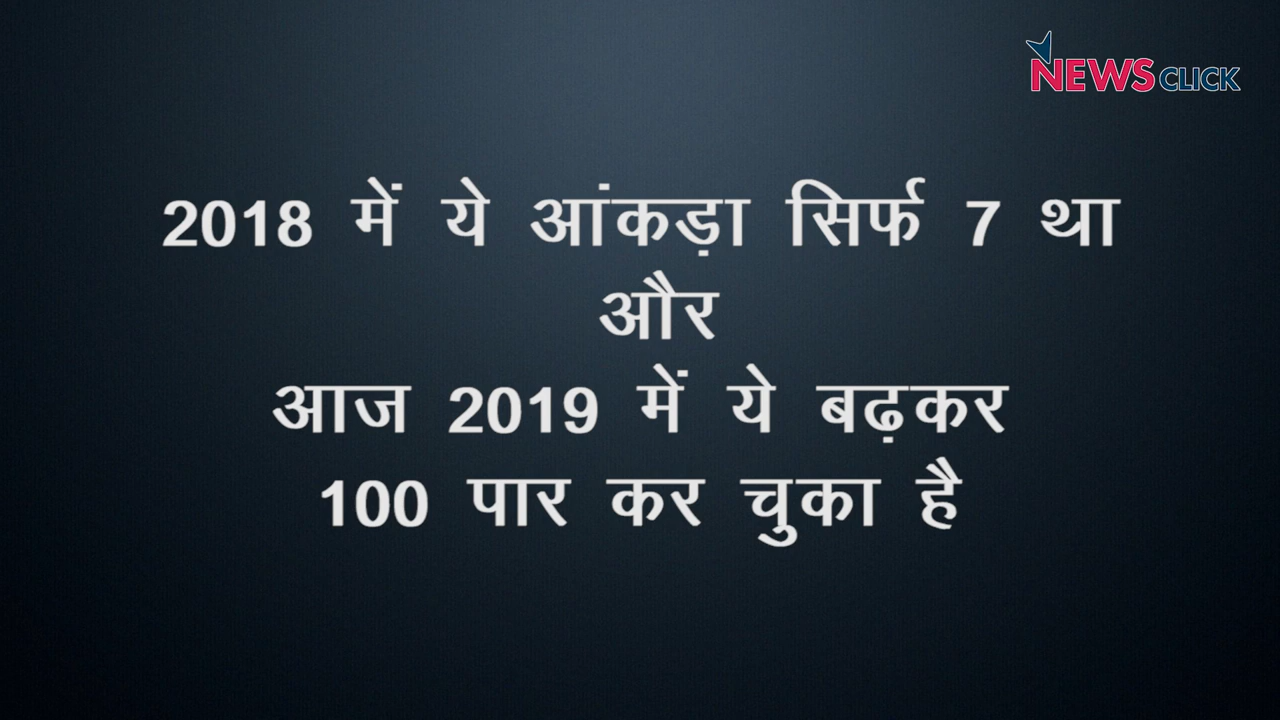 NEWSCLICK
2018 में ये आंकड़ा सिर्फ 7 था
और
आज 2019 में ये बढ़कर
100 पार कर चुका है